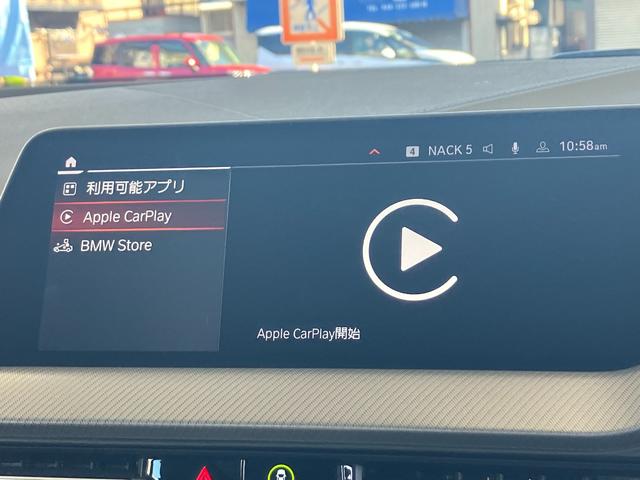 4 NACK 5 10:58am
利用可能アプリ
Apple CarPlay
BMW Store
Apple CarPlay開始